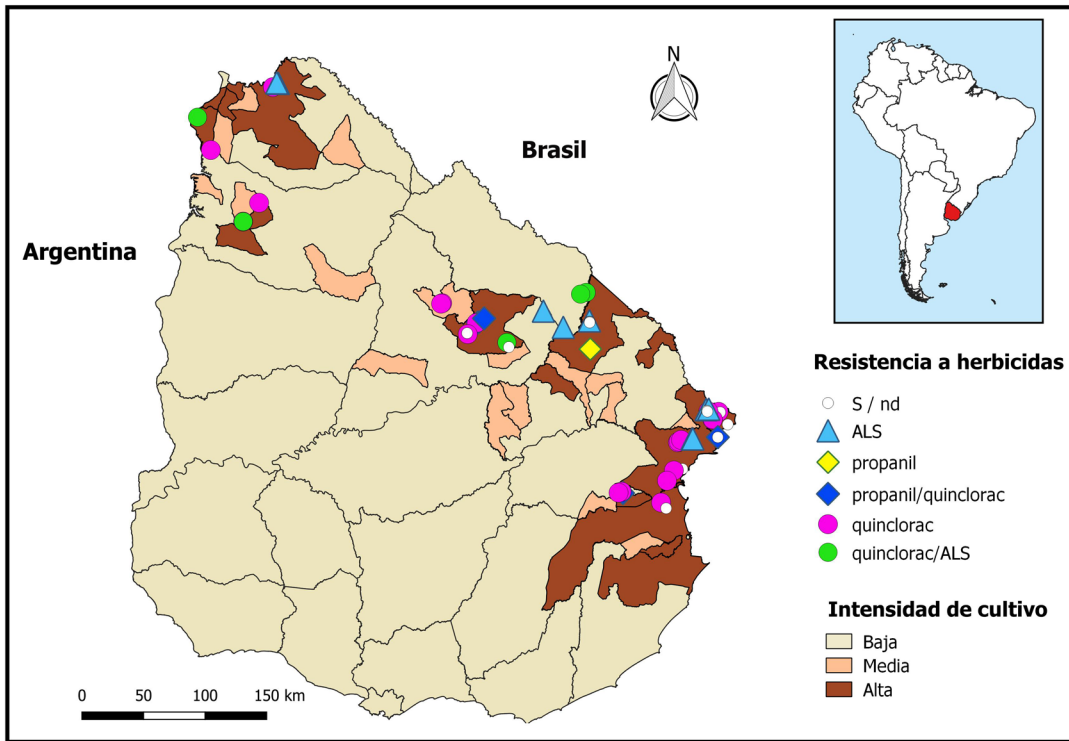 N
Brasil
Argentina
Resistencia a herbicidas
S / nd
ALS
propanil
propanil/quinclorac
quinclorac
quinclorac/ALS
Intensidad de cultivo
Baja
Media
Alta
0 50 100 150 km